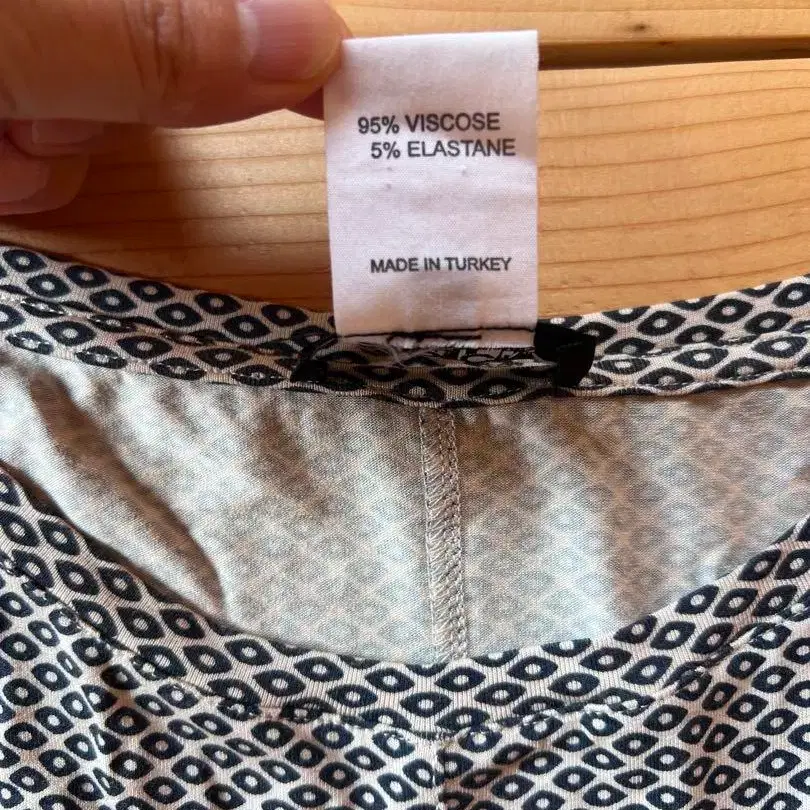 95% VISCOSE
5% ELASTANE
MADE IN TURKEY